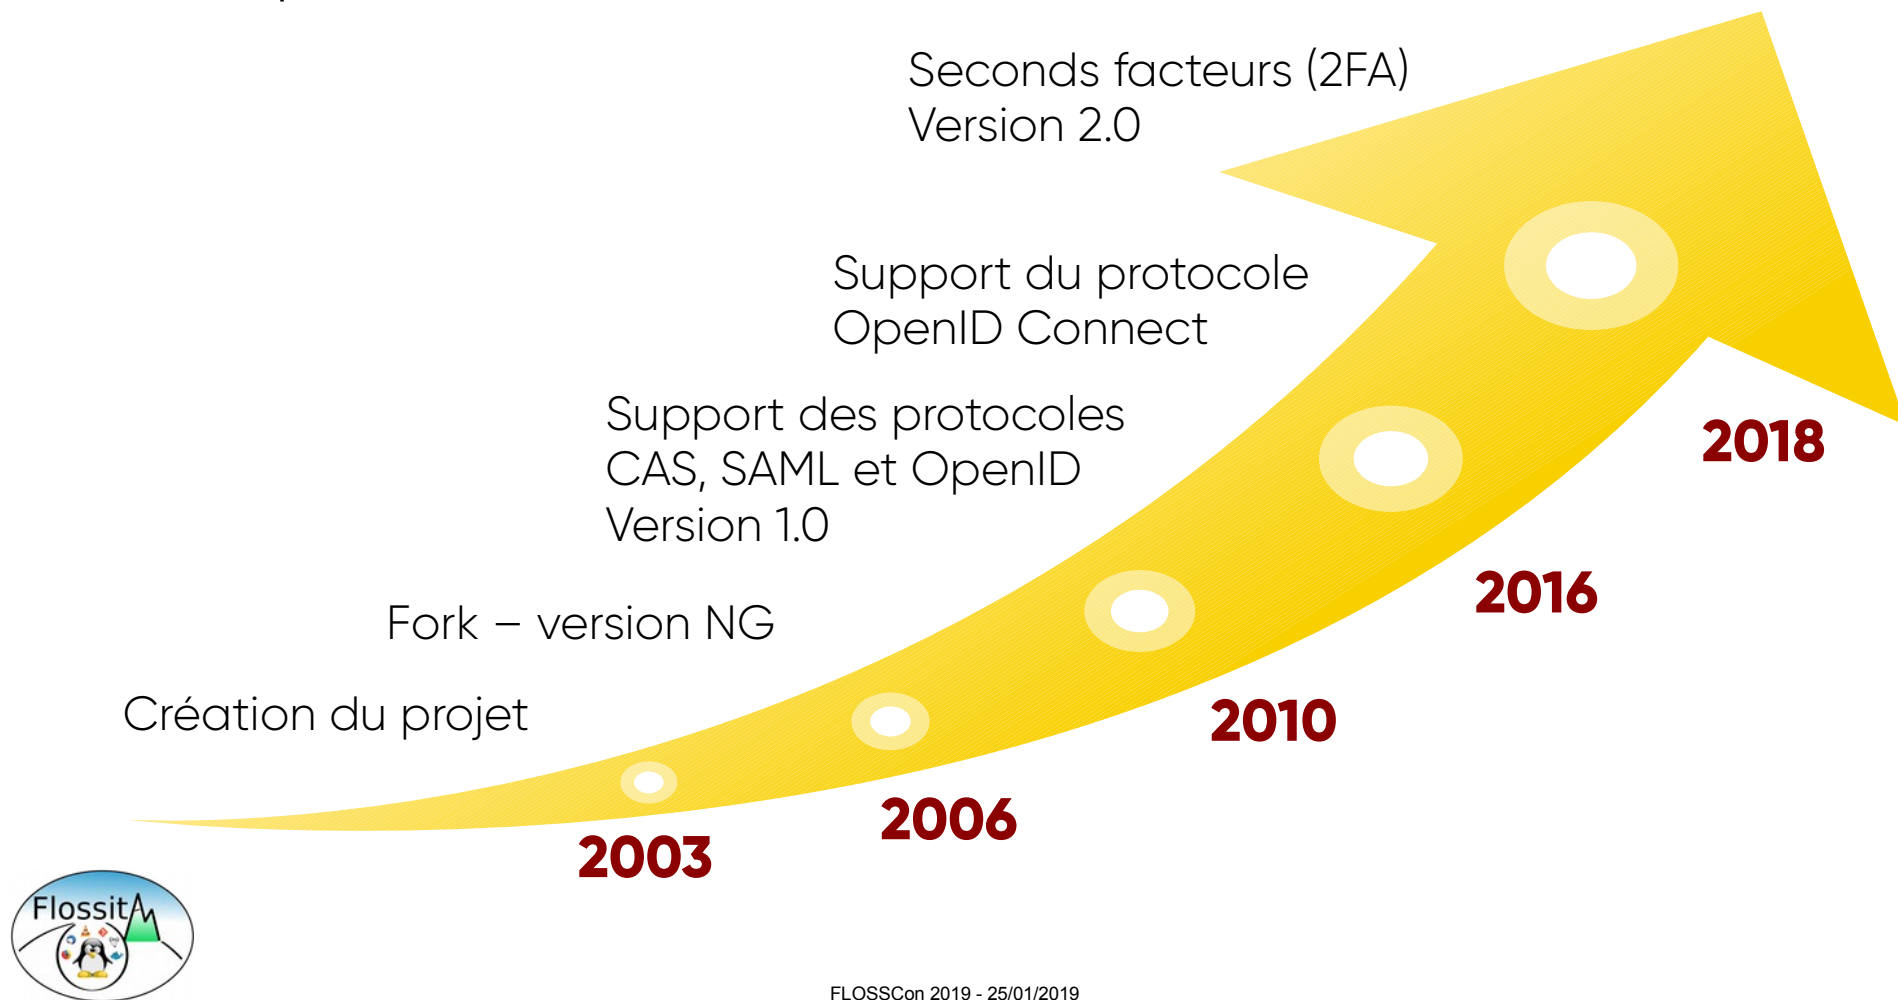 Seconds facteurs (2FA)
Version 2.0
Support du protocole
OpenID Connect
Support des protocoles
CAS, SAML et OpenID
Version 1.0
Fork – version NG
Création du projet
2018
2016
2010
2006
2003
Flossita
FLOSSCon 2019 - 25/01/2019